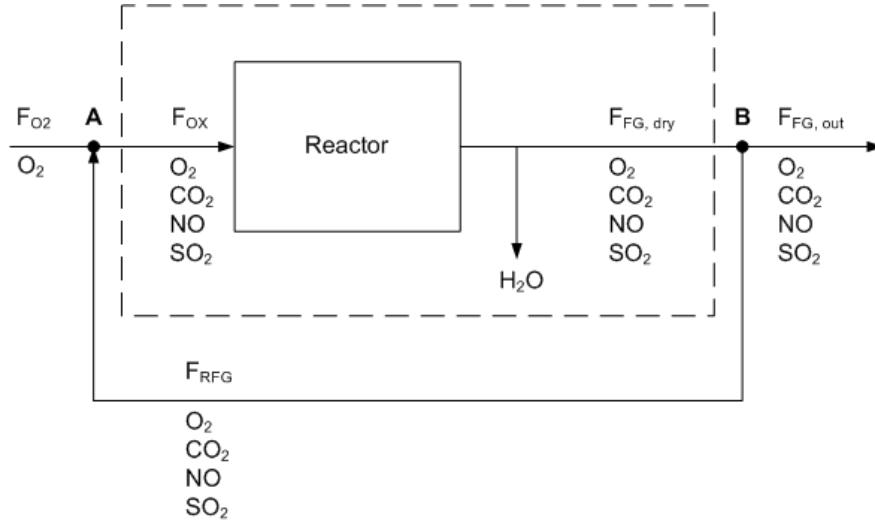 F_O2
A
O₂
F_OX
O₂
CO₂
NO
SO₂
Reactor
H₂O
F_FG, dry
O₂
CO₂
NO
SO₂
B
F_FG, out
O₂
CO₂
NO
SO₂
F_RFG
O₂
CO₂
NO
SO₂